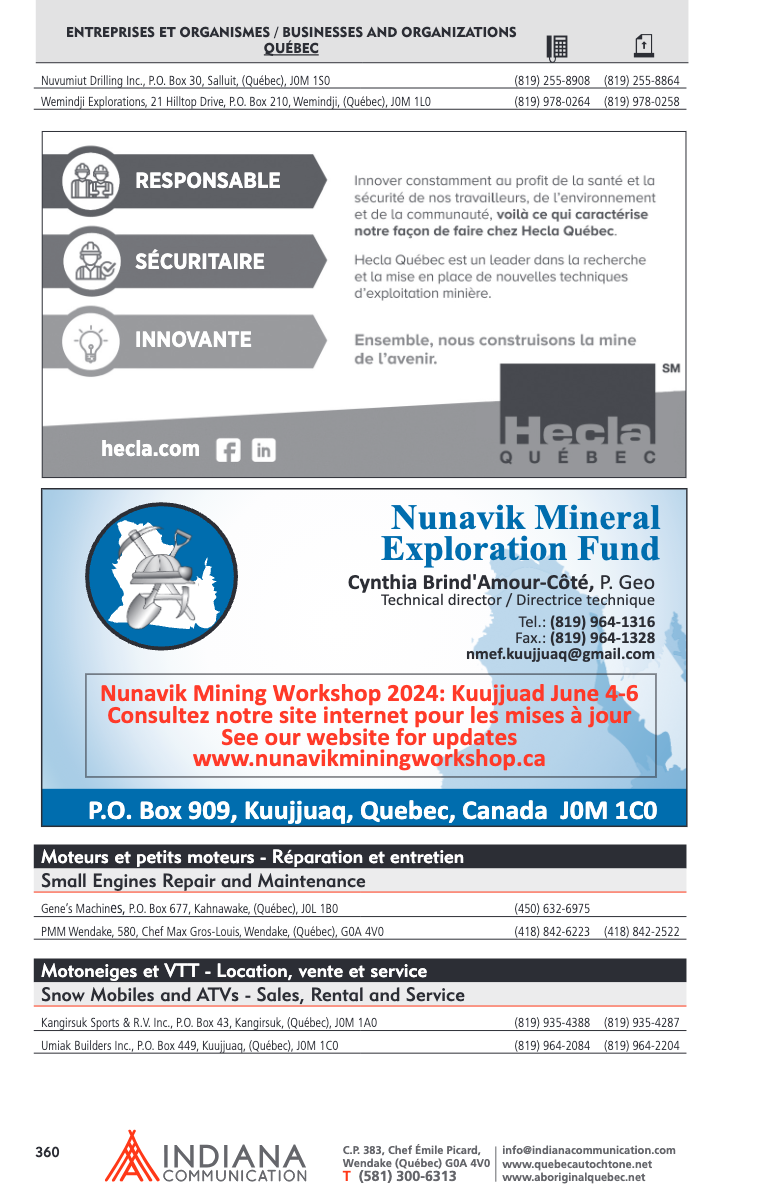 ENTREPRISES ET ORGANISMES / BUSINESSES AND ORGANIZATIONS
QUÉBEC
Nuvumiut Drilling Inc., P.O. Box 30, Salluit, (Québec), J0M 1S0 (819) 255-8908 (819) 255-8864
Wemindji Explorations, 21 Hilltop Drive, P.O. Box 210, Wemindji, (Québec), J0M 1L0 (819) 978-0264 (819) 978-0258
RESPONSABLE
SÉCURITAIRE
INNOVANTE
Innover constamment au profit de la santé et la
sécurité de nos travailleurs, de l'environnement
et de la communauté, voilà ce qui caractérise
notre façon de faire chez Hecla Québec.
Hecla Québec est un leader dans la recherche
et la mise en place de nouvelles techniques
d'exploitation minière.
Ensemble, nous construisons la mine
de l'avenir.
SM
Hecla
QUÉBEC
hecla.com f in
Nunavik Mineral
Exploration Fund
Cynthia Brind'Amour-Côté, P. Geo
Technical director / Directrice technique
Tel.: (819) 964-1316
Fax.: (819) 964-1328
nmef.kuujjuaq@gmail.com
Nunavik Mining Workshop 2024: Kuujjuad June 4-6
Consultez notre site internet pour les mises à jour
See our website for updates
www.nunavikminingworkshop.ca
P.O. Box 909, Kuujjuaq, Quebec, Canada J0M 1C0
Moteurs et petits moteurs - Réparation et entretien
Small Engines Repair and Maintenance
Gene's Machines, P.O. Box 677, Kahnawake, (Québec), J0L 1B0 (450) 632-6975
PMM Wendake, 580, Chef Max Gros-Louis, Wendake, (Québec), G0A 4V0 (418) 842-6223 (418) 842-2522
Motoneiges et VTT - Location, vente et service
Snow Mobiles and ATVs - Sales, Rental and Service
Kangirsuk Sports & R.V. Inc., P.O. Box 43, Kangirsuk, (Québec), J0M 1A0 (819) 935-4388 (819) 935-4287
Umiak Builders Inc., P.O. Box 449, Kuujjuaq, (Québec), J0M 1C0 (819) 964-2084 (819) 964-2204
360
INDIANA
COMMUNICATION
C.P. 383, Chef Émile Picard,
Wendake (Québec) G0A 4V0
T (581) 300-6313
info@indianacommunication.com
www.quebecautochtone.net
www.aboriginalquebec.net